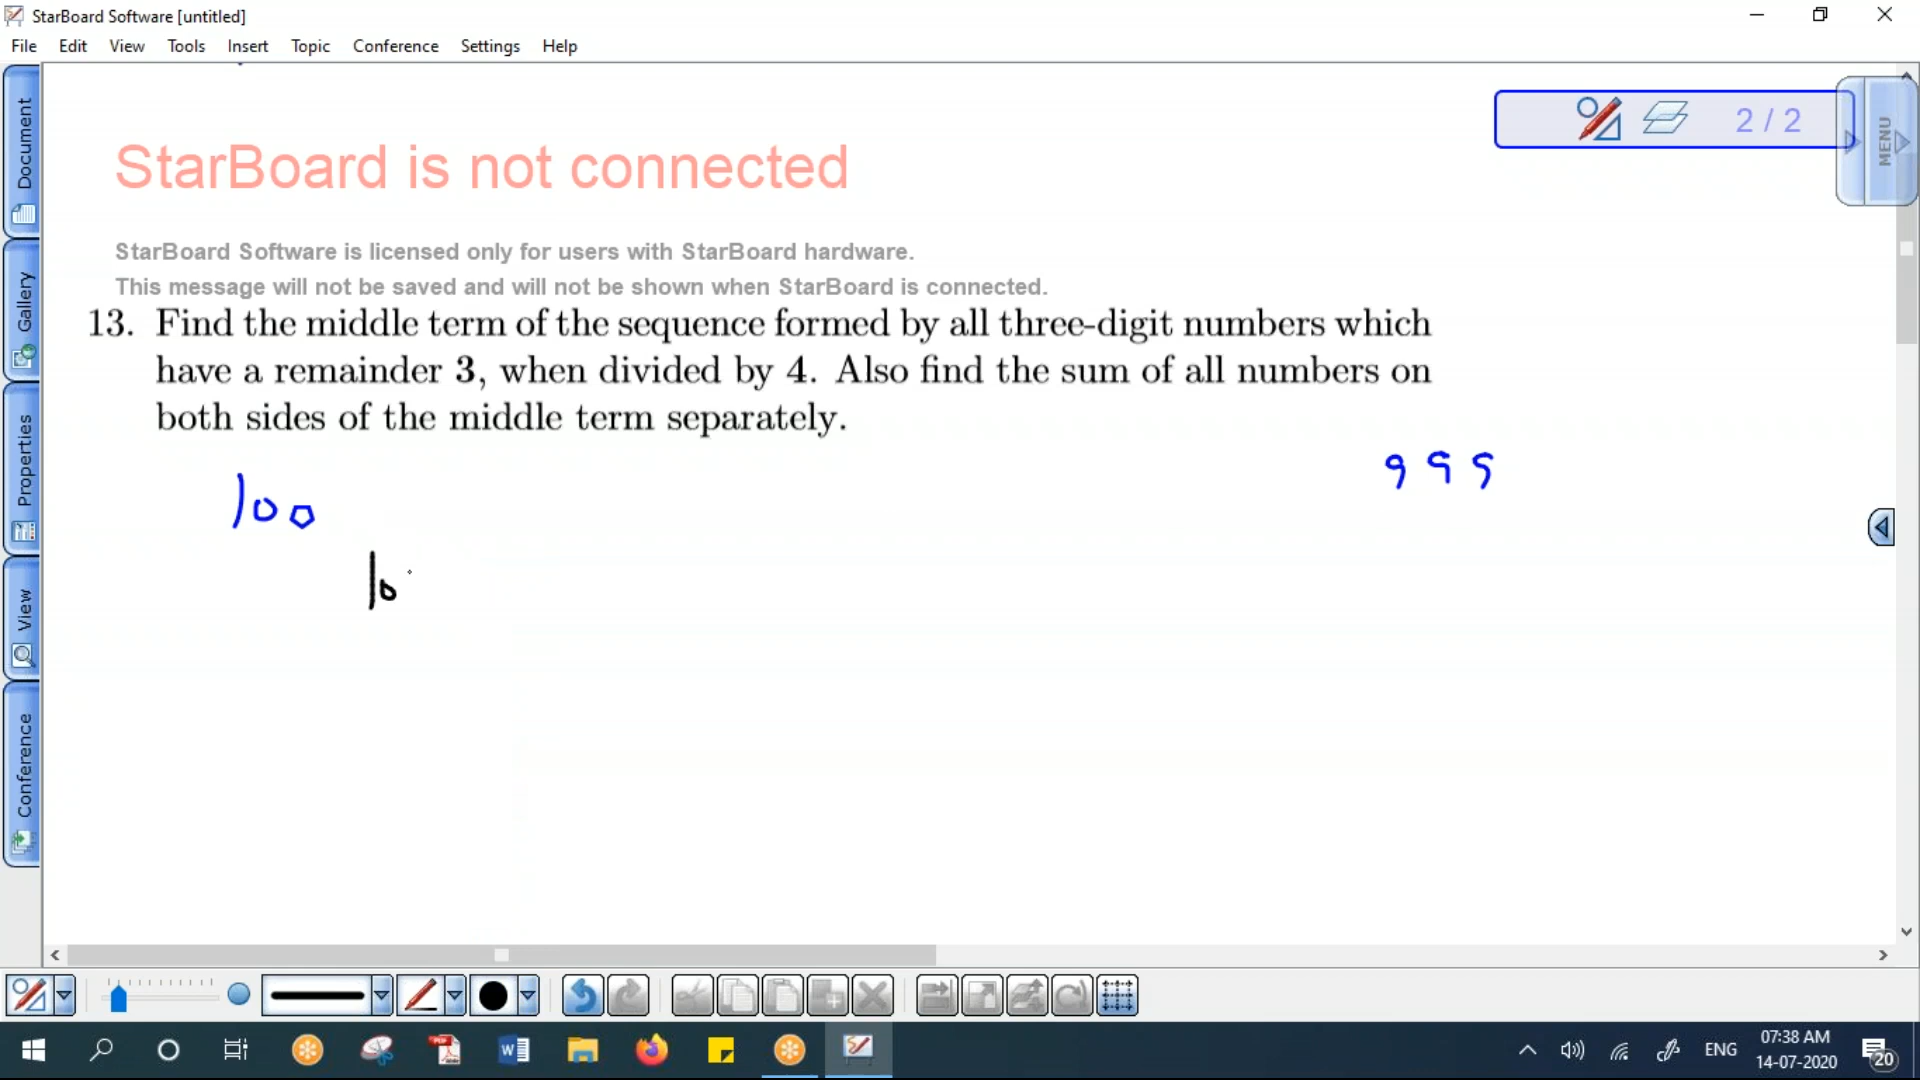 StarBoard Software [untitled]
File Edit View Tools Insert Topic Conference Settings Help
Document
Gallery
Properties
View
Conference
StarBoard is not connected
2 / 2
MENU
StarBoard Software is licensed only for users with StarBoard hardware.
This message will not be saved and will not be shown when StarBoard is connected.
13. Find the middle term of the sequence formed by all three-digit numbers which
have a remainder 3, when divided by 4. Also find the sum of all numbers on
both sides of the middle term separately.
999
100
10
ENG
07:38 AM
14-07-2020
20